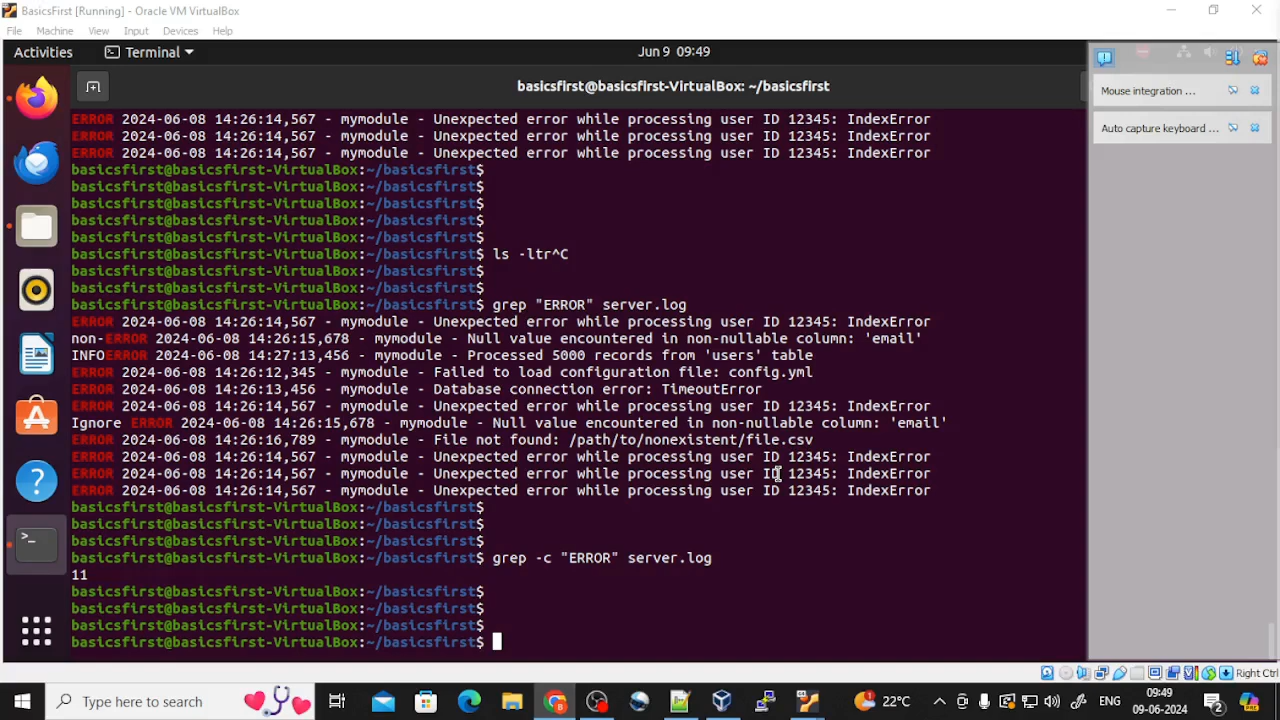 BasicsFirst [Running] - Oracle VM VirtualBox
File Machine View Input Devices Help
Activities Terminal Jun 9 09:49
basicsfirst@basicsfirst-VirtualBox: ~/basicsfirst
Mouse integration ...
Auto capture keyboard ...
ERROR 2024-06-08 14:26:14,567 - mymodule - Unexpected error while processing user ID 12345: IndexError
ERROR 2024-06-08 14:26:14,567 - mymodule - Unexpected error while processing user ID 12345: IndexError
ERROR 2024-06-08 14:26:14,567 - mymodule - Unexpected error while processing user ID 12345: IndexError
basicsfirst@basicsfirst-VirtualBox:~/basicsfirst$
basicsfirst@basicsfirst-VirtualBox:~/basicsfirst$
basicsfirst@basicsfirst-VirtualBox:~/basicsfirst$
basicsfirst@basicsfirst-VirtualBox:~/basicsfirst$
basicsfirst@basicsfirst-VirtualBox:~/basicsfirst$
basicsfirst@basicsfirst-VirtualBox:~/basicsfirst$ ls -ltr^C
basicsfirst@basicsfirst-VirtualBox:~/basicsfirst$
basicsfirst@basicsfirst-VirtualBox:~/basicsfirst$
basicsfirst@basicsfirst-VirtualBox:~/basicsfirst$ grep "ERROR" server.log
ERROR 2024-06-08 14:26:14,567 - mymodule - Unexpected error while processing user ID 12345: IndexError
non-ERROR 2024-06-08 14:26:15,678 - mymodule - Null value encountered in non-nullable column: 'email'
INFOERROR 2024-06-08 14:27:13,456 - mymodule - Processed 5000 records from 'users' table
ERROR 2024-06-08 14:26:12,345 - mymodule - Failed to load configuration file: config.yml
ERROR 2024-06-08 14:26:13,456 - mymodule - Database connection error: TimeoutError
ERROR 2024-06-08 14:26:14,567 - mymodule - Unexpected error while processing user ID 12345: IndexError
Ignore ERROR 2024-06-08 14:26:15,678 - mymodule - Null value encountered in non-nullable column: 'email'
ERROR 2024-06-08 14:26:16,789 - mymodule - File not found: /path/to/nonexistent/file.csv
ERROR 2024-06-08 14:26:14,567 - mymodule - Unexpected error while processing user ID 12345: IndexError
ERROR 2024-06-08 14:26:14,567 - mymodule - Unexpected error while processing user ID 12345: IndexError
ERROR 2024-06-08 14:26:14,567 - mymodule - Unexpected error while processing user ID 12345: IndexError
basicsfirst@basicsfirst-VirtualBox:~/basicsfirst$
basicsfirst@basicsfirst-VirtualBox:~/basicsfirst$
basicsfirst@basicsfirst-VirtualBox:~/basicsfirst$
basicsfirst@basicsfirst-VirtualBox:~/basicsfirst$ grep -c "ERROR" server.log
11
basicsfirst@basicsfirst-VirtualBox:~/basicsfirst$
basicsfirst@basicsfirst-VirtualBox:~/basicsfirst$
basicsfirst@basicsfirst-VirtualBox:~/basicsfirst$
basicsfirst@basicsfirst-VirtualBox:~/basicsfirst$
Right Ctrl
Type here to search 22°C ENG 09:49
09-06-2024